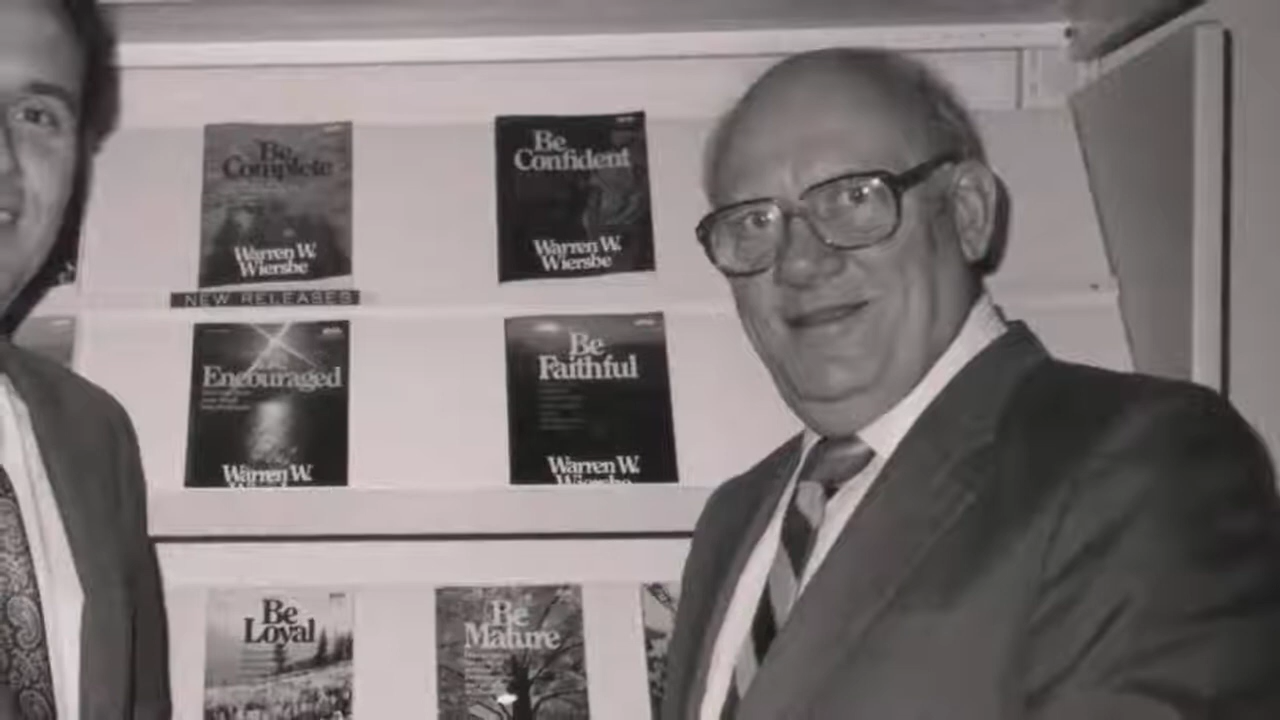 Be
Complete
Warren W.
Wiersbe
Be
Confident
Warren W.
Wiersbe
NEW RELEASES
Encouraged
Warren W.
Be
Faithful
Warren W.
Wiersbe
Be
Loyal
Be
Mature